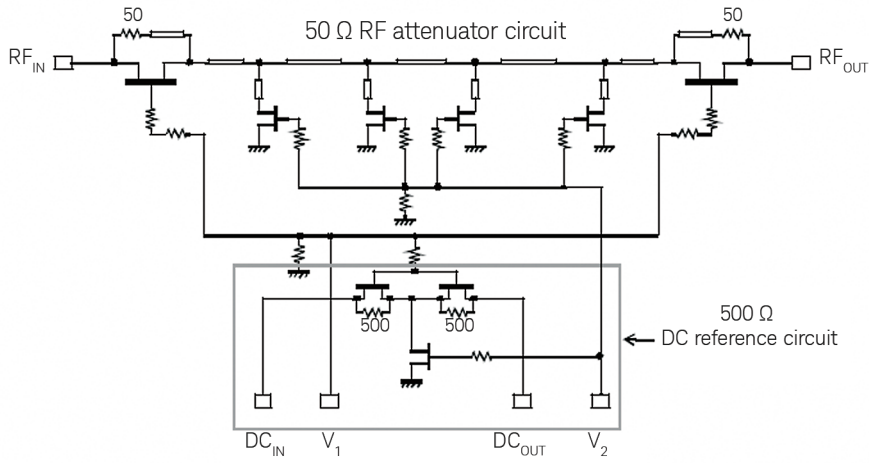 50
50 Ω RF attenuator circuit
50
RF_IN
RF_OUT
500
500
500 Ω
DC reference circuit
DC_IN
V_1
DC_OUT
V_2